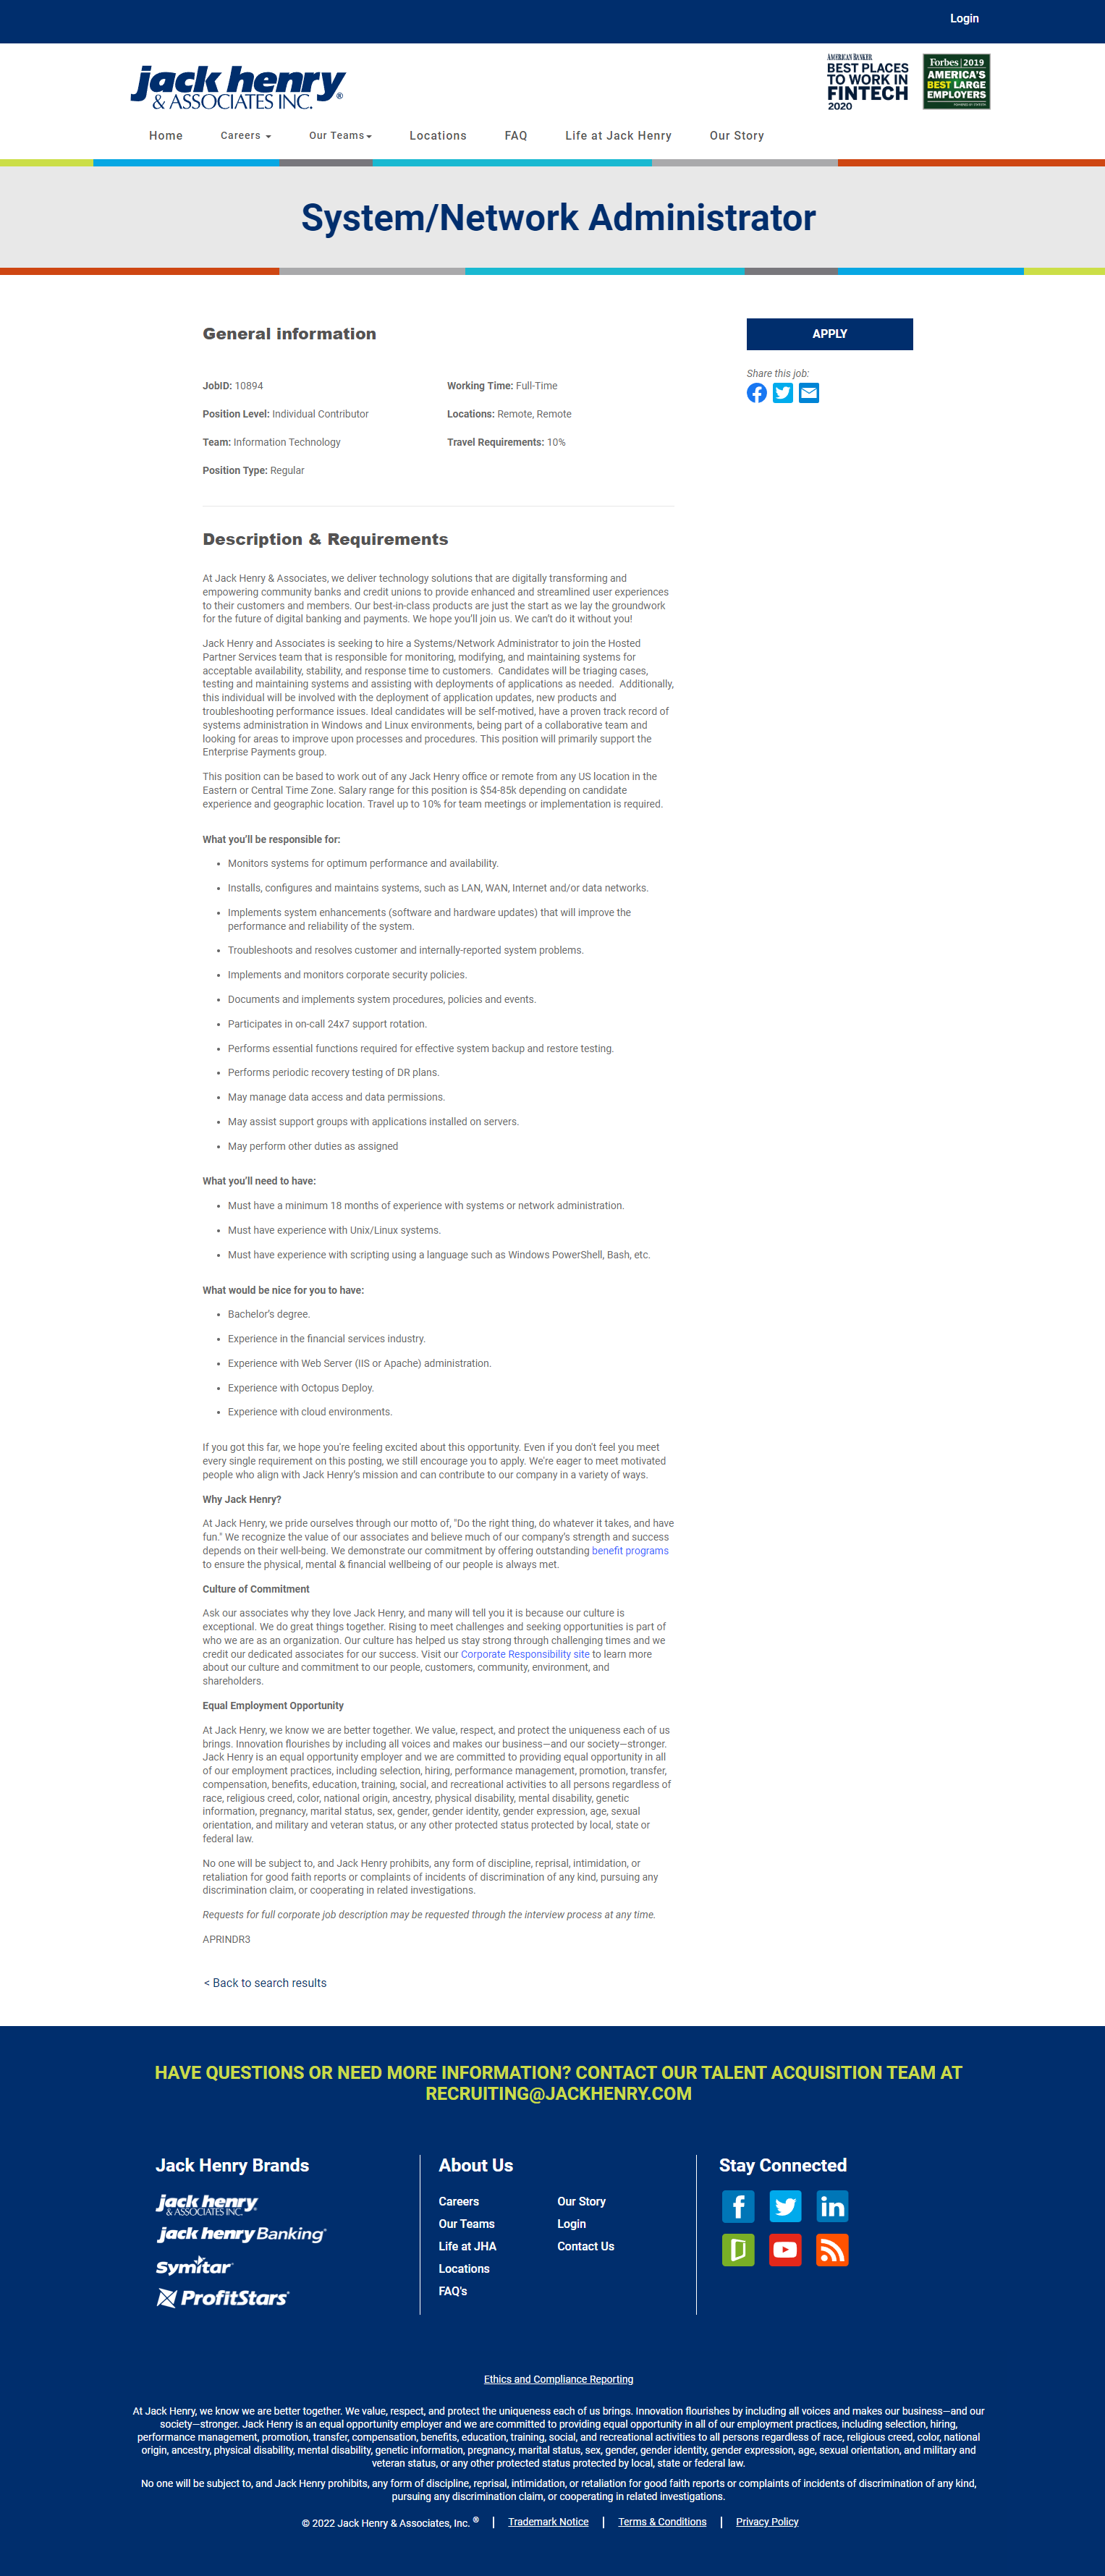 Login
jack henry®
& ASSOCIATES INC.
AMERICAN BANKER
BEST PLACES
TO WORK IN
FINTECH
2020
Forbes | 2019
AMERICA'S
BEST LARGE
EMPLOYERS
POWERED BY STATISTA
Home Careers Our Teams Locations FAQ Life at Jack Henry Our Story
System/Network Administrator
General information
APPLY
Share this job:
JobID: 10894 Working Time: Full-Time
Position Level: Individual Contributor Locations: Remote, Remote
Team: Information Technology Travel Requirements: 10%
Position Type: Regular
Description & Requirements
At Jack Henry & Associates, we deliver technology solutions that are digitally transforming and
empowering community banks and credit unions to provide enhanced and streamlined user experiences
to their customers and members. Our best-in-class products are just the start as we lay the groundwork
for the future of digital banking and payments. We hope you'll join us. We can't do it without you!
Jack Henry and Associates is seeking to hire a Systems/Network Administrator to join the Hosted
Partner Services team that is responsible for monitoring, modifying, and maintaining systems for
acceptable availability, stability, and response time to customers. Candidates will be triaging cases,
testing and maintaining systems and assisting with deployments of applications as needed. Additionally,
this individual will be involved with the deployment of application updates, new products and
troubleshooting performance issues. Ideal candidates will be self-motived, have a proven track record of
systems administration in Windows and Linux environments, being part of a collaborative team and
looking for areas to improve upon processes and procedures. This position will primarily support the
Enterprise Payments group.
This position can be based to work out of any Jack Henry office or remote from any US location in the
Eastern or Central Time Zone. Salary range for this position is $54-85k depending on candidate
experience and geographic location. Travel up to 10% for team meetings or implementation is required.
What you'll be responsible for:
• Monitors systems for optimum performance and availability.
• Installs, configures and maintains systems, such as LAN, WAN, Internet and/or data networks.
• Implements system enhancements (software and hardware updates) that will improve the
performance and reliability of the system.
• Troubleshoots and resolves customer and internally-reported system problems.
• Implements and monitors corporate security policies.
• Documents and implements system procedures, policies and events.
• Participates in on-call 24x7 support rotation.
• Performs essential functions required for effective system backup and restore testing.
• Performs periodic recovery testing of DR plans.
• May manage data access and data permissions.
• May assist support groups with applications installed on servers.
• May perform other duties as assigned
What you'll need to have:
• Must have a minimum 18 months of experience with systems or network administration.
• Must have experience with Unix/Linux systems.
• Must have experience with scripting using a language such as Windows PowerShell, Bash, etc.
What would be nice for you to have:
• Bachelor's degree.
• Experience in the financial services industry.
• Experience with Web Server (IIS or Apache) administration.
• Experience with Octopus Deploy.
• Experience with cloud environments.
If you got this far, we hope you're feeling excited about this opportunity. Even if you don't feel you meet
every single requirement on this posting, we still encourage you to apply. We're eager to meet motivated
people who align with Jack Henry's mission and can contribute to our company in a variety of ways.
Why Jack Henry?
At Jack Henry, we pride ourselves through our motto of, "Do the right thing, do whatever it takes, and have
fun." We recognize the value of our associates and believe much of our company's strength and success
depends on their well-being. We demonstrate our commitment by offering outstanding benefit programs
to ensure the physical, mental & financial wellbeing of our people is always met.
Culture of Commitment
Ask our associates why they love Jack Henry, and many will tell you it is because our culture is
exceptional. We do great things together. Rising to meet challenges and seeking opportunities is part of
who we are as an organization. Our culture has helped us stay strong through challenging times and we
credit our dedicated associates for our success. Visit our Corporate Responsibility site to learn more
about our culture and commitment to our people, customers, community, environment, and
shareholders.
Equal Employment Opportunity
At Jack Henry, we know we are better together. We value, respect, and protect the uniqueness each of us
brings. Innovation flourishes by including all voices and makes our business—and our society—stronger.
Jack Henry is an equal opportunity employer and we are committed to providing equal opportunity in all
of our employment practices, including selection, hiring, performance management, promotion, transfer,
compensation, benefits, education, training, social, and recreational activities to all persons regardless of
race, religious creed, color, national origin, ancestry, physical disability, mental disability, genetic
information, pregnancy, marital status, sex, gender, gender identity, gender expression, age, sexual
orientation, and military and veteran status, or any other protected status protected by local, state or
federal law.
No one will be subject to, and Jack Henry prohibits, any form of discipline, reprisal, intimidation, or
retaliation for good faith reports or complaints of incidents of discrimination of any kind, pursuing any
discrimination claim, or cooperating in related investigations.
Requests for full corporate job description may be requested through the interview process at any time.
APRINDR3
< Back to search results
HAVE QUESTIONS OR NEED MORE INFORMATION? CONTACT OUR TALENT ACQUISITION TEAM AT
RECRUITING@JACKHENRY.COM
Jack Henry Brands
jack henry®
& ASSOCIATES INC.
jack henry Banking®
Symitar®
ProfitStars®
About Us
Careers Our Story
Our Teams Login
Life at JHA Contact Us
Locations
FAQ's
Stay Connected
Ethics and Compliance Reporting
At Jack Henry, we know we are better together. We value, respect, and protect the uniqueness each of us brings. Innovation flourishes by including all voices and makes our business—and our
society—stronger. Jack Henry is an equal opportunity employer and we are committed to providing equal opportunity in all of our employment practices, including selection, hiring,
performance management, promotion, transfer, compensation, benefits, education, training, social, and recreational activities to all persons regardless of race, religious creed, color, national
origin, ancestry, physical disability, mental disability, genetic information, pregnancy, marital status, sex, gender, gender identity, gender expression, age, sexual orientation, and military and
veteran status, or any other protected status protected by local, state or federal law.
No one will be subject to, and Jack Henry prohibits, any form of discipline, reprisal, intimidation, or retaliation for good faith reports or complaints of incidents of discrimination of any kind,
pursuing any discrimination claim, or cooperating in related investigations.
© 2022 Jack Henry & Associates, Inc. ® | Trademark Notice | Terms & Conditions | Privacy Policy